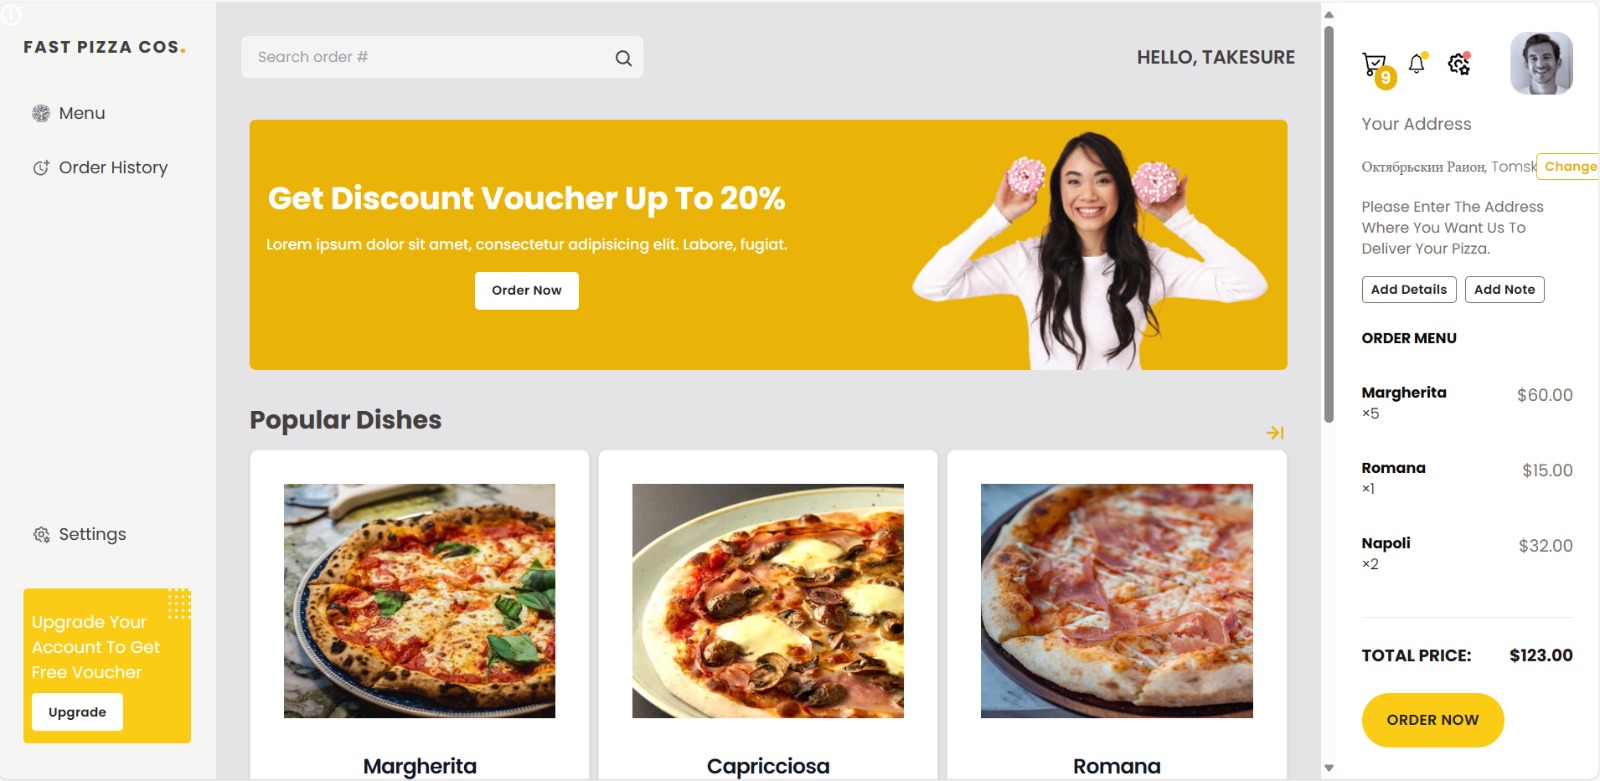 FAST PIZZA COS.
Menu
Order History
Settings
Upgrade Your
Account To Get
Free Voucher
Upgrade
Search order #
HELLO, TAKESURE
Get Discount Voucher Up To 20%
Lorem ipsum dolor sit amet, consectetur adipisicing elit. Labore, fugiat.
Order Now
Popular Dishes
Margherita
Capricciosa
Romana
9
Your Address
Октябрьскии Раион, Tomsk
Change
Please Enter The Address
Where You Want Us To
Deliver Your Pizza.
Add Details
Add Note
ORDER MENU
Margherita $60.00
×5
Romana $15.00
×1
Napoli $32.00
×2
TOTAL PRICE: $123.00
ORDER NOW